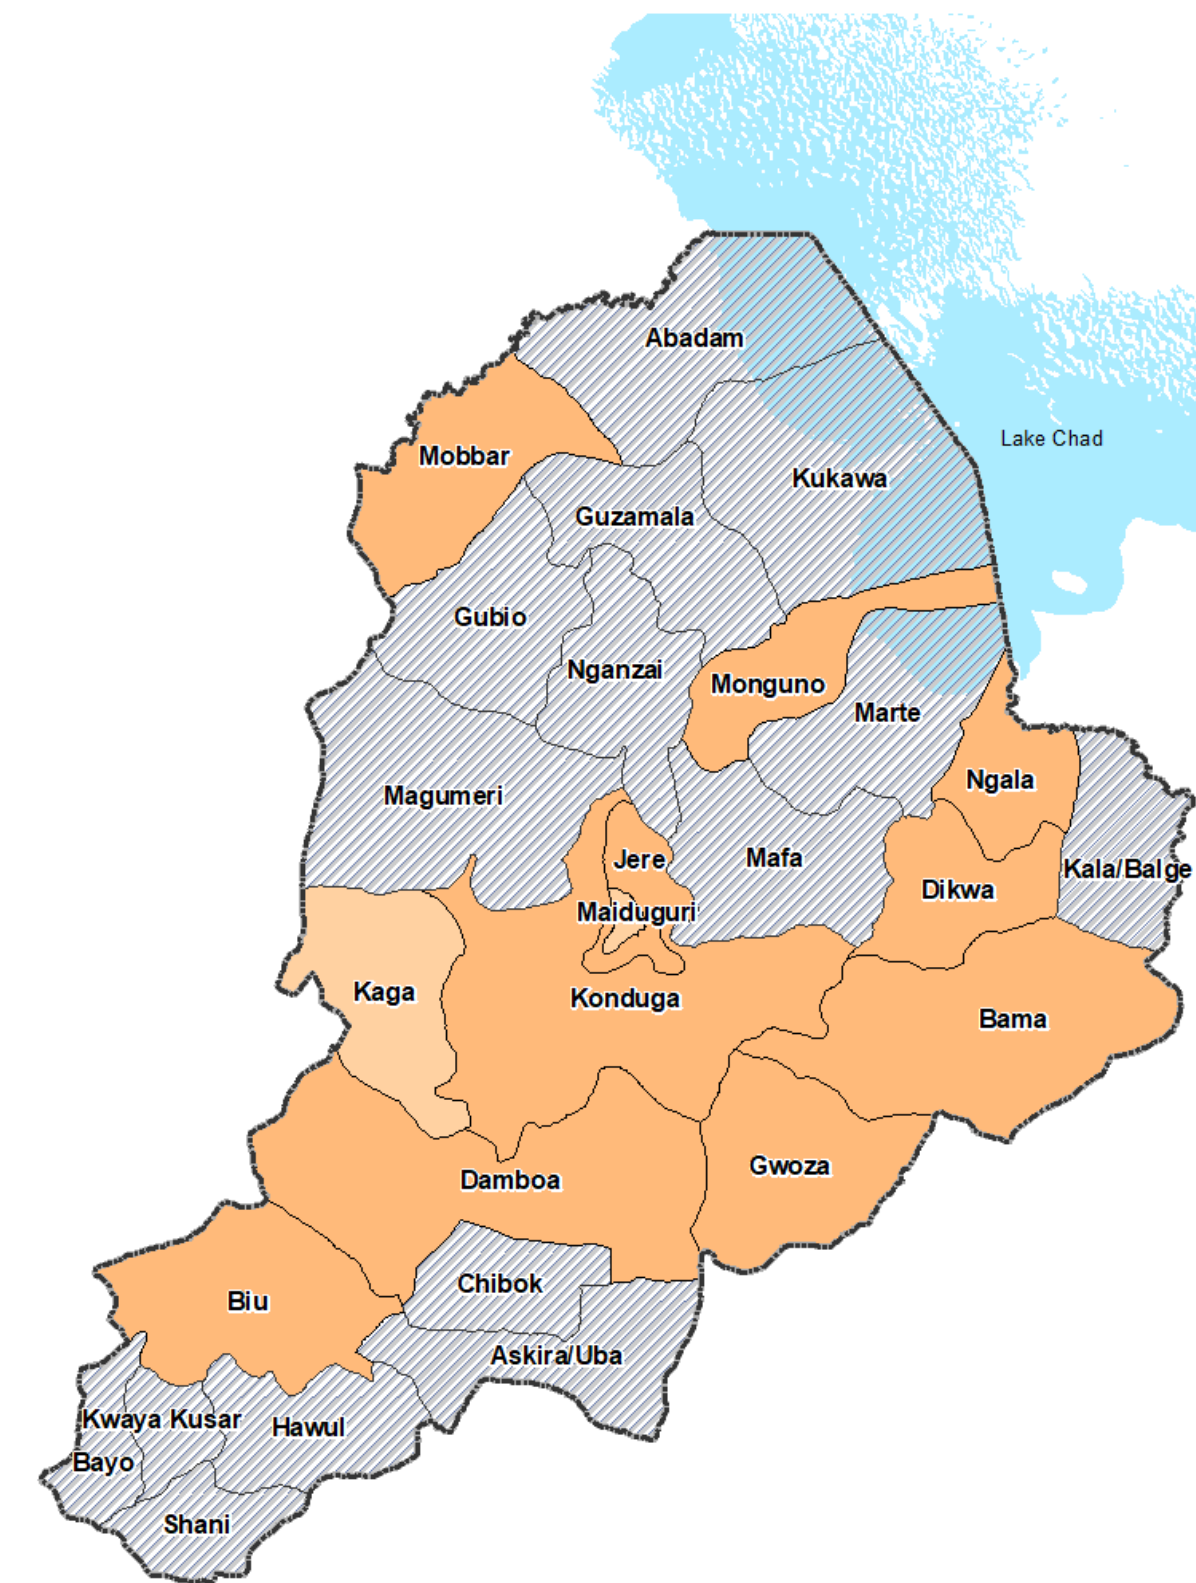 Abadam
Lake Chad
Mobbar
Kukawa
Guzamala
Gubio
Nganzai
Monguno
Marte
Ngala
Magumeri
Jere
Mafa
Kala/Balge
Dikwa
Maiduguri
Kaga
Konduga
Bama
Gwoza
Damboa
Chibok
Biu
Askira/Uba
Kwaya Kusar
Hawul
Bayo
Shani